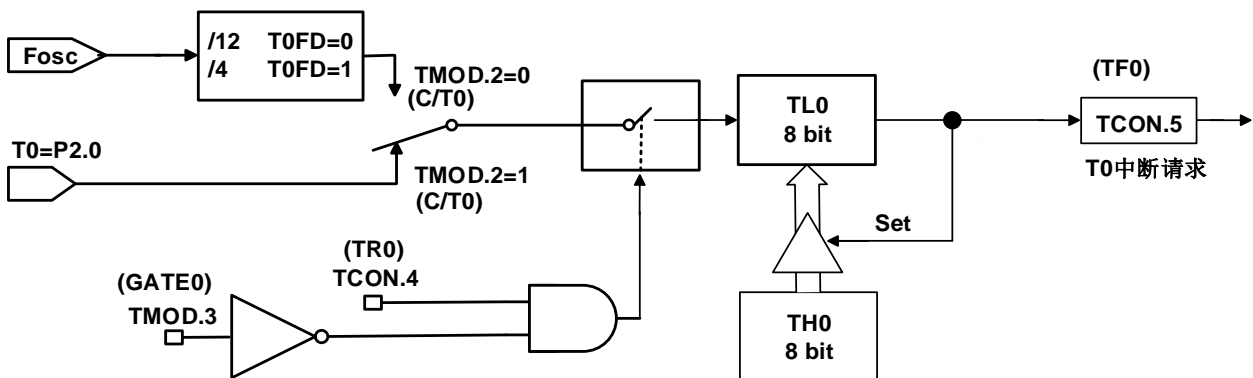 Fosc
/12 T0FD=0
/4 T0FD=1
TMOD.2=0
(C/T0)
T0=P2.0
TMOD.2=1
(C/T0)
TL0
8 bit
(TF0)
TCON.5
T0中断请求
Set
(TR0)
TCON.4
(GATE0)
TMOD.3
TH0
8 bit